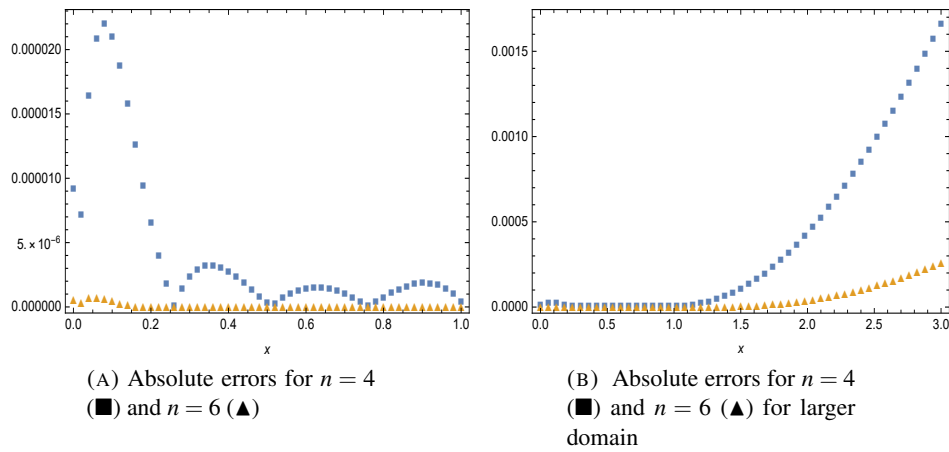 0.000020
0.000015
0.000010
5. × 10⁻⁶
0.000000
0.0 0.2 0.4 0.6 0.8 1.0
x
(A) Absolute errors for n = 4
(■) and n = 6 (▲)
0.0015
0.0010
0.0005
0.0000
0.0 0.5 1.0 1.5 2.0 2.5 3.0
x
(B) Absolute errors for n = 4
(■) and n = 6 (▲) for larger
domain